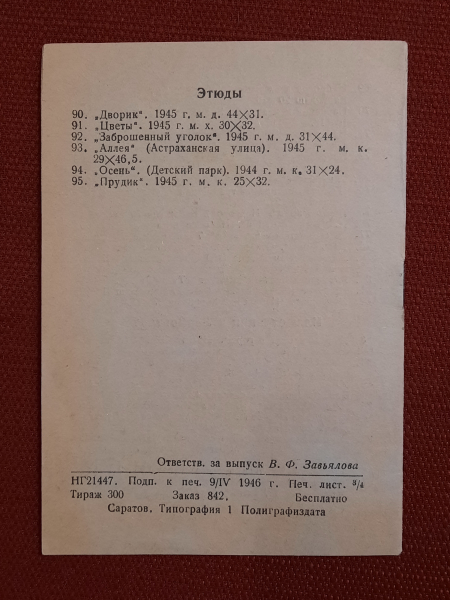 Этюды
90. „Дворик". 1945 г. м. д. 44×31.
91. „Цветы". 1945 г. м. х. 30×32.
92. „Заброшенный уголок". 1945 г. м. д. 31×44.
93. „Аллея" (Астраханская улица). 1945 г. м. к.
29×46,5.
94. „Осень". (Детский парк). 1944 г. м. к. 31×24.
95. „Прудик". 1945 г. м. к. 25×32.
Ответств. за выпуск В. Ф. Завьялова
НГ21447. Подп. к печ. 9/IV 1946 г. Печ. лист. 3/4
Тираж 300 Заказ 842. Бесплатно
Саратов, Типография 1 Полиграфиздата